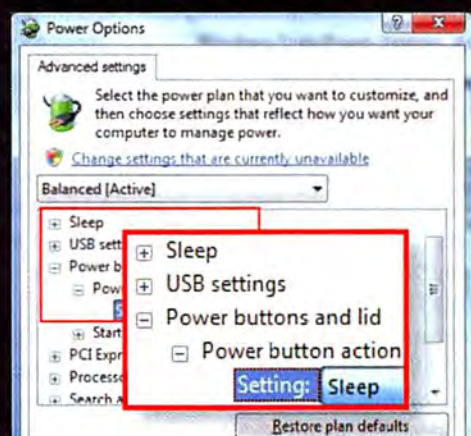 Power Options
Advanced settings
Select the power plan that you want to customize, and
then choose settings that reflect how you want your
computer to manage power.
Change settings that are currently unavailable
Balanced [Active]
Sleep
USB sett
Power b
Pow
S
Start
PCI Expr
Processo
Search a
Sleep
USB settings
Power buttons and lid
Power button action
Setting: Sleep
Restore plan defaults